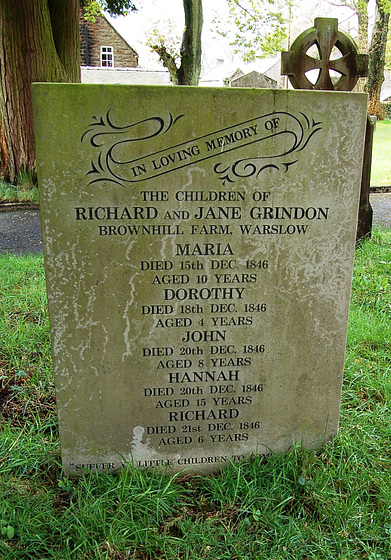 IN LOVING MEMORY OF
THE CHILDREN OF
RICHARD AND JANE GRINDON
BROWNHILL FARM, WARSLOW
MARIA
DIED 15th DEC. 1846
AGED 10 YEARS
DOROTHY
DIED 18th DEC. 1846
AGED 4 YEARS
JOHN
DIED 20th DEC. 1846
AGED 8 YEARS
HANNAH
DIED 20th DEC. 1846
AGED 15 YEARS
RICHARD
DIED 21st DEC. 1846
AGED 6 YEARS
"SUFFER LITTLE CHILDREN TO